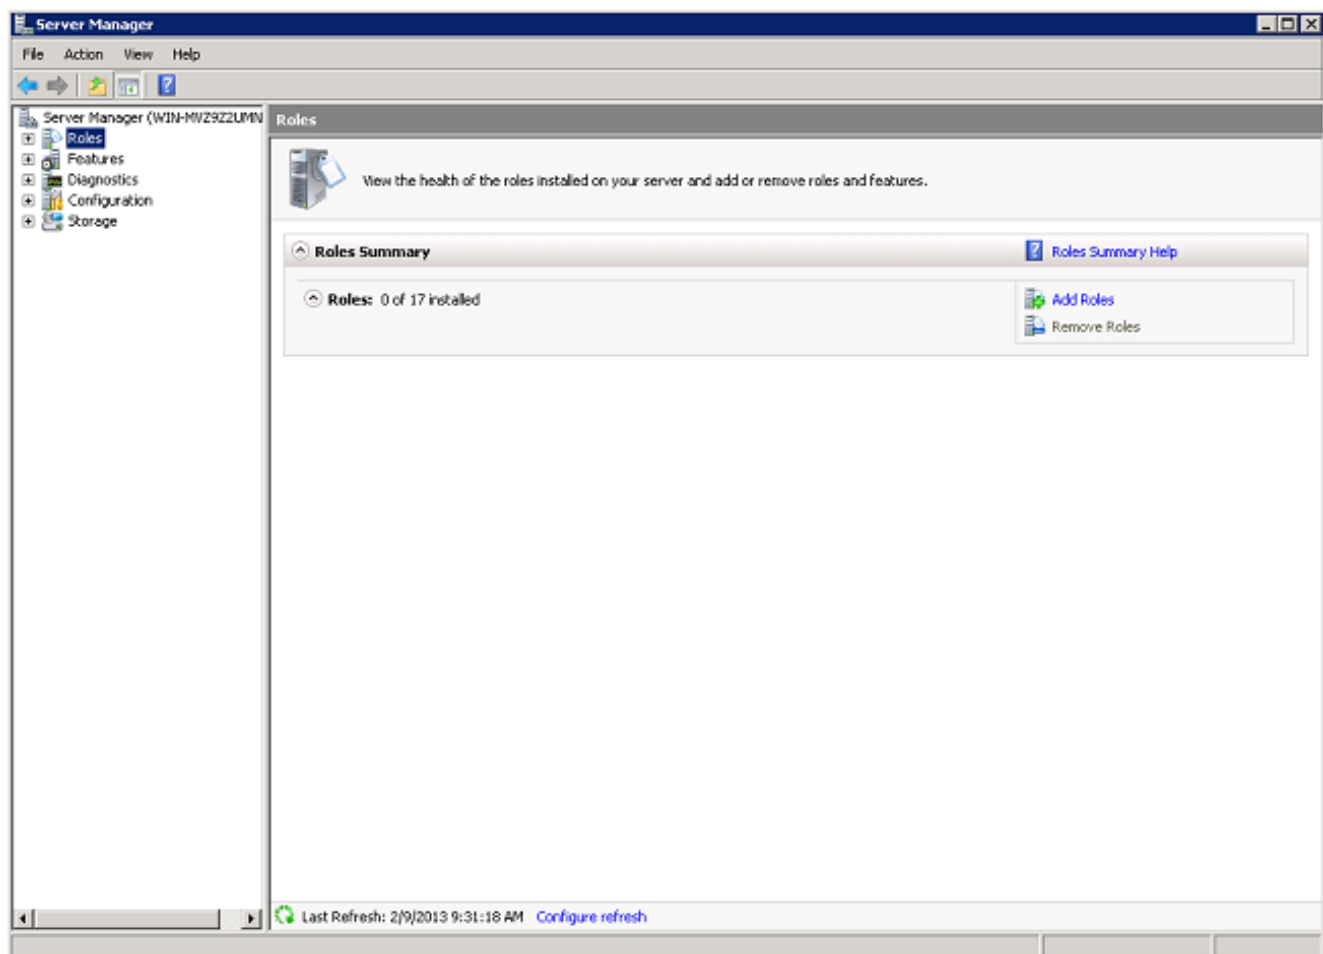 Server Manager
File Action View Help
Server Manager (WIN-MVZ9Z2UMN
Roles
Features
Diagnostics
Configuration
Storage
Roles
View the health of the roles installed on your server and add or remove roles and features.
Roles Summary
Roles Summary Help
Roles: 0 of 17 installed
Add Roles
Remove Roles
Last Refresh: 2/9/2013 9:31:18 AM Configure refresh